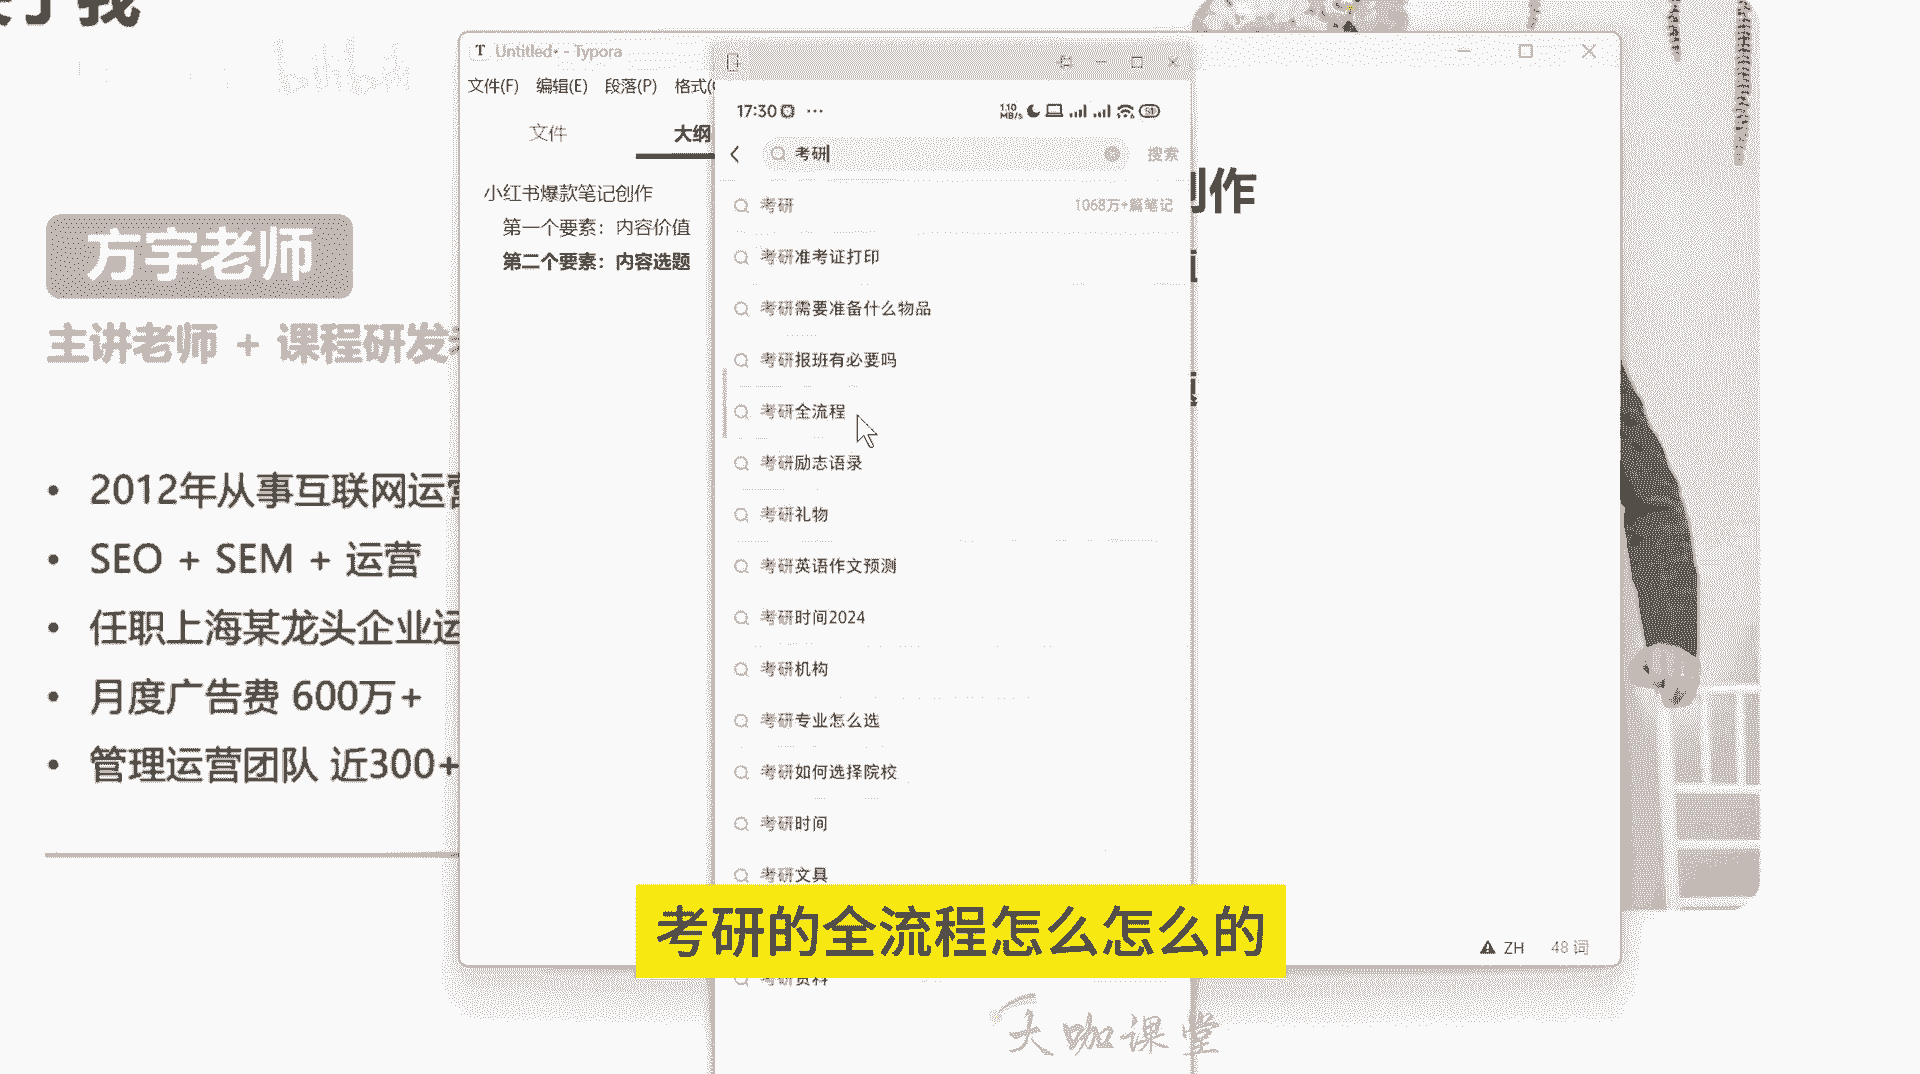 了我
bilibili
方宇老师
主讲老师 + 课程研发
• 2012年从事互联网运营
• SEO + SEM + 运营
• 任职上海某龙头企业运
• 月度广告费 600万+
• 管理运营团队 近300+
T Untitled• - Typora
文件(F) 编辑(E) 段落(P) 格式(
文件
大纲
小红书爆款笔记创作
第一个要素：内容价值
第二个要素：内容选题
创作
17:30 ···
1.10 MB/s
考研
搜索
考研
1068万+篇笔记
考研准考证打印
考研需要准备什么物品
考研报班有必要吗
考研全流程
考研励志语录
考研礼物
考研英语作文预测
考研时间2024
考研机构
考研专业怎么选
考研如何选择院校
考研时间
考研文具
考研的全流程怎么怎么的
考研资料
ZH 48 词
大咖课堂